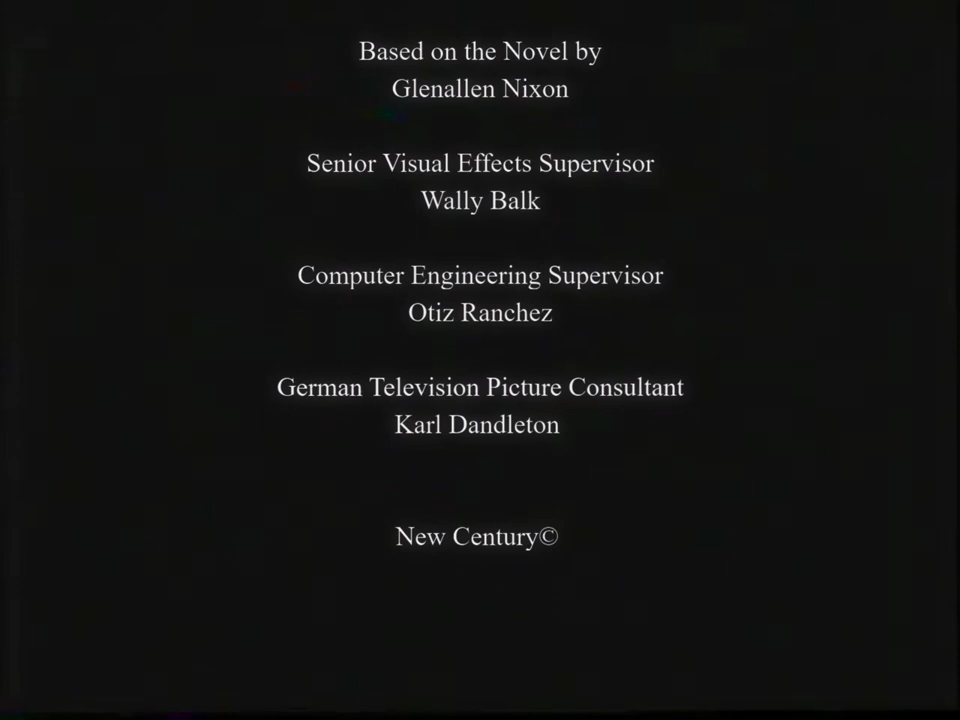 Based on the Novel by
Glenallen Nixon
Senior Visual Effects Supervisor
Wally Balk
Computer Engineering Supervisor
Otiz Ranchez
German Television Picture Consultant
Karl Dandleton
New Century©